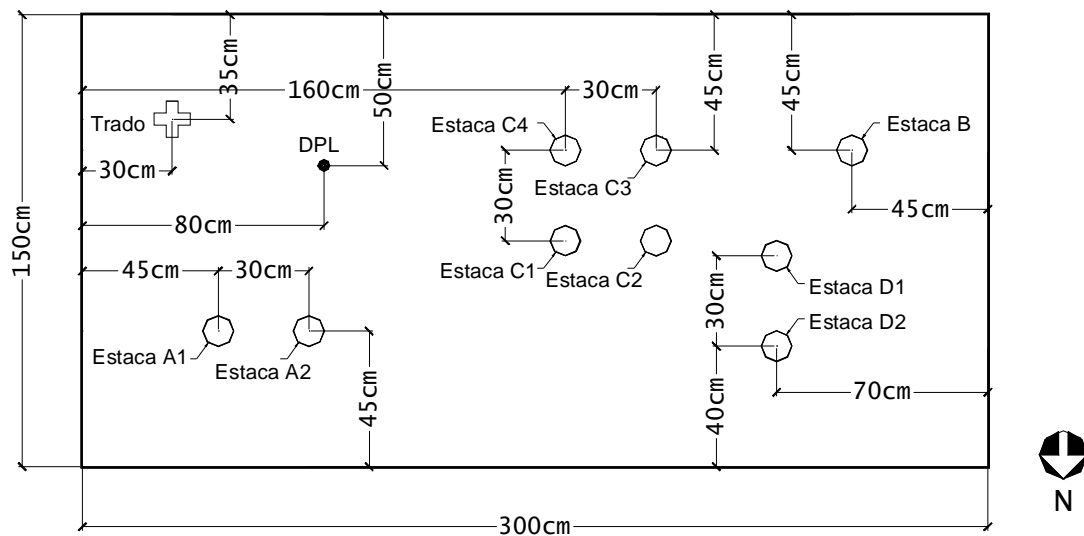 35cm
50cm
160cm
30cm
45cm
45cm
Trado
Estaca C4
Estaca B
DPL
30cm
Estaca C3
30cm
80cm
45cm
150cm
45cm
30cm
Estaca C1
Estaca C2
Estaca D1
30cm
Estaca D2
Estaca A1
Estaca A2
45cm
40cm
70cm
N
300cm